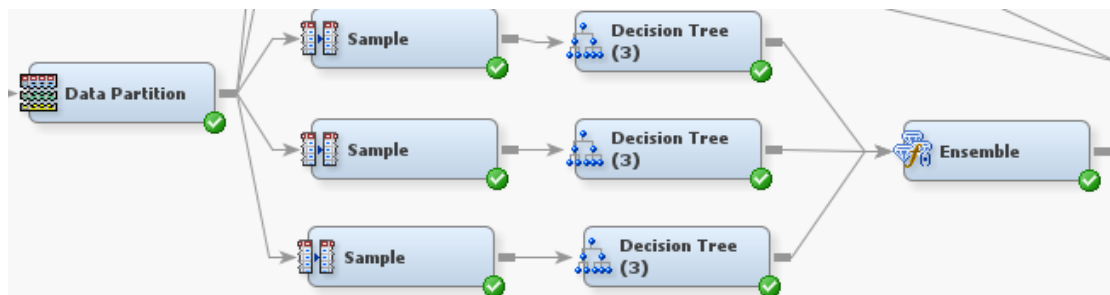 Sample
Decision Tree
(3)
Data Partition
Sample
Decision Tree
(3)
Ensemble
Sample
Decision Tree
(3)